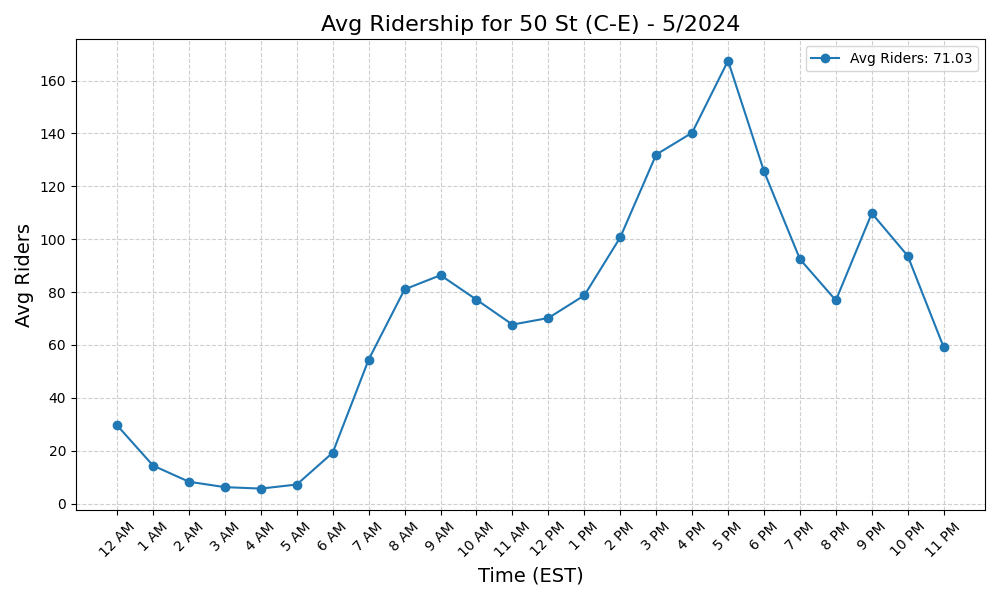 Avg Ridership for 50 St (C-E) - 5/2024
Avg Riders: 71.03
Avg Riders
160
140
120
100
80
60
40
20
0
12 AM
1 AM
2 AM
3 AM
4 AM
5 AM
6 AM
7 AM
8 AM
9 AM
10 AM
11 AM
12 PM
1 PM
2 PM
3 PM
4 PM
5 PM
6 PM
7 PM
8 PM
9 PM
10 PM
11 PM
Time (EST)